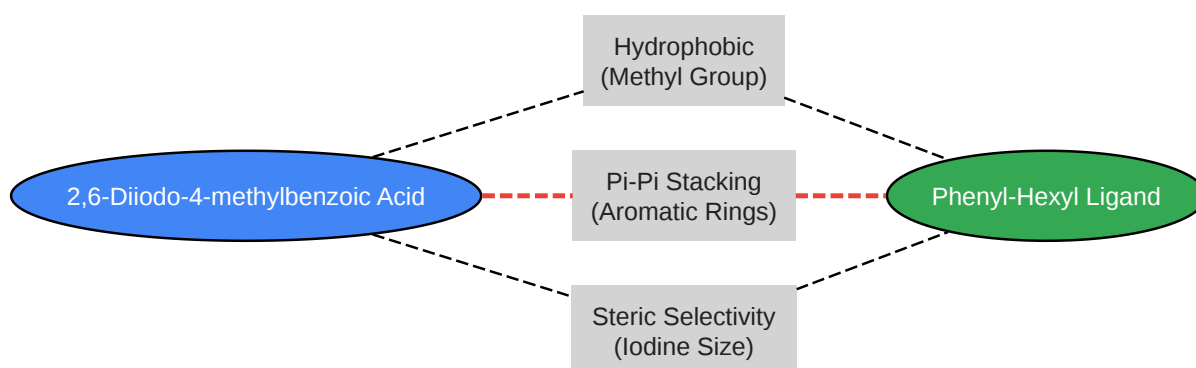 Hydrophobic
(Methyl Group)
2,6-Diiodo-4-methylbenzoic Acid
Pi-Pi Stacking
(Aromatic Rings)
Phenyl-Hexyl Ligand
Steric Selectivity
(Iodine Size)